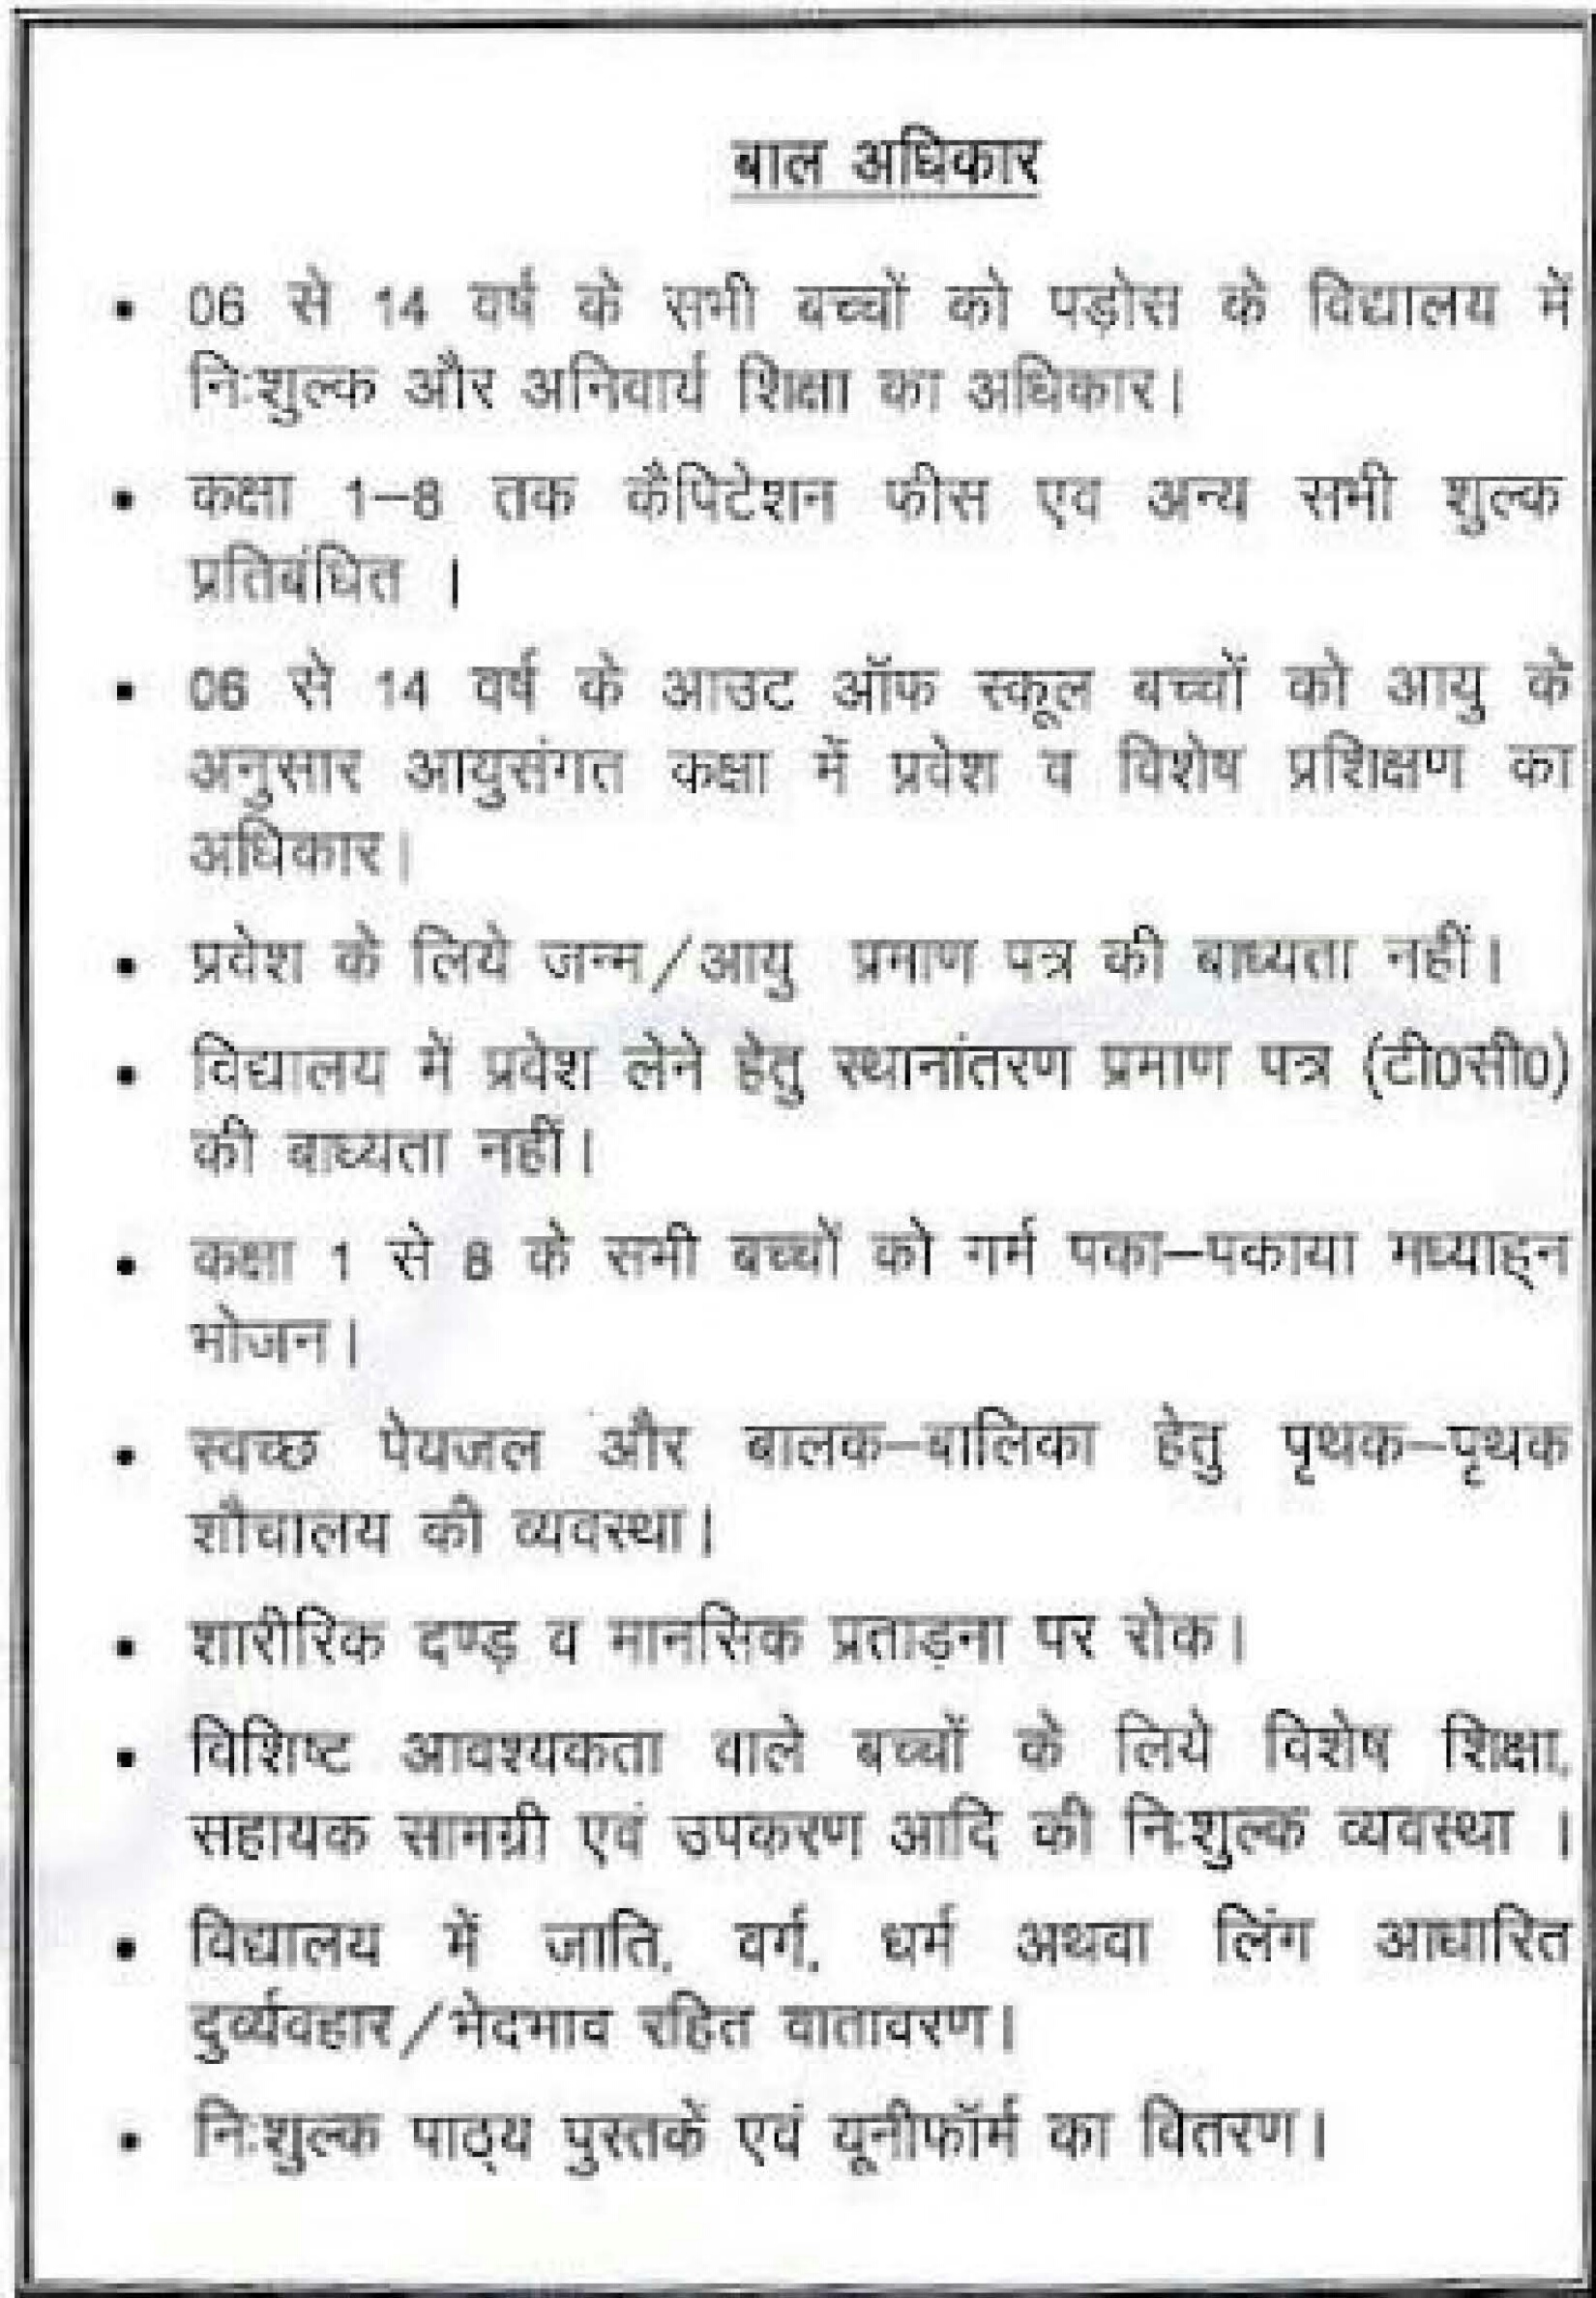 बाल अधिकार
• 06 से 14 वर्ष के सभी बच्चों को पड़ोस के विद्यालय में
निःशुल्क और अनिवार्य शिक्षा का अधिकार।
• कक्षा 1–8 तक कैपिटेशन फीस एव अन्य सभी शुल्क
प्रतिबंधित ।
• 06 से 14 वर्ष के आउट ऑफ स्कूल बच्चों को आयु के
अनुसार आयुसंगत कक्षा में प्रवेश व विशेष प्रशिक्षण का
अधिकार।
• प्रवेश के लिये जन्म/आयु प्रमाण पत्र की बाध्यता नहीं।
• विद्यालय में प्रवेश लेने हेतु स्थानांतरण प्रमाण पत्र (टी0सी0)
की बाध्यता नहीं।
• कक्षा 1 से 8 के सभी बच्चों को गर्म पका–पकाया मध्याह्न
भोजन।
• स्वच्छ पेयजल और बालक–बालिका हेतु पृथक–पृथक
शौचालय की व्यवस्था।
• शारीरिक दण्ड़ व मानसिक प्रताड़ना पर रोक।
• विशिष्ट आवश्यकता वाले बच्चों के लिये विशेष शिक्षा,
सहायक सामग्री एवं उपकरण आदि की निःशुल्क व्यवस्था ।
• विद्यालय में जाति, वर्ग, धर्म अथवा लिंग आधारित
दुर्व्यवहार/भेदभाव रहित वातावरण।
• निःशुल्क पाठ्य पुस्तकें एवं यूनीफॉर्म का वितरण।